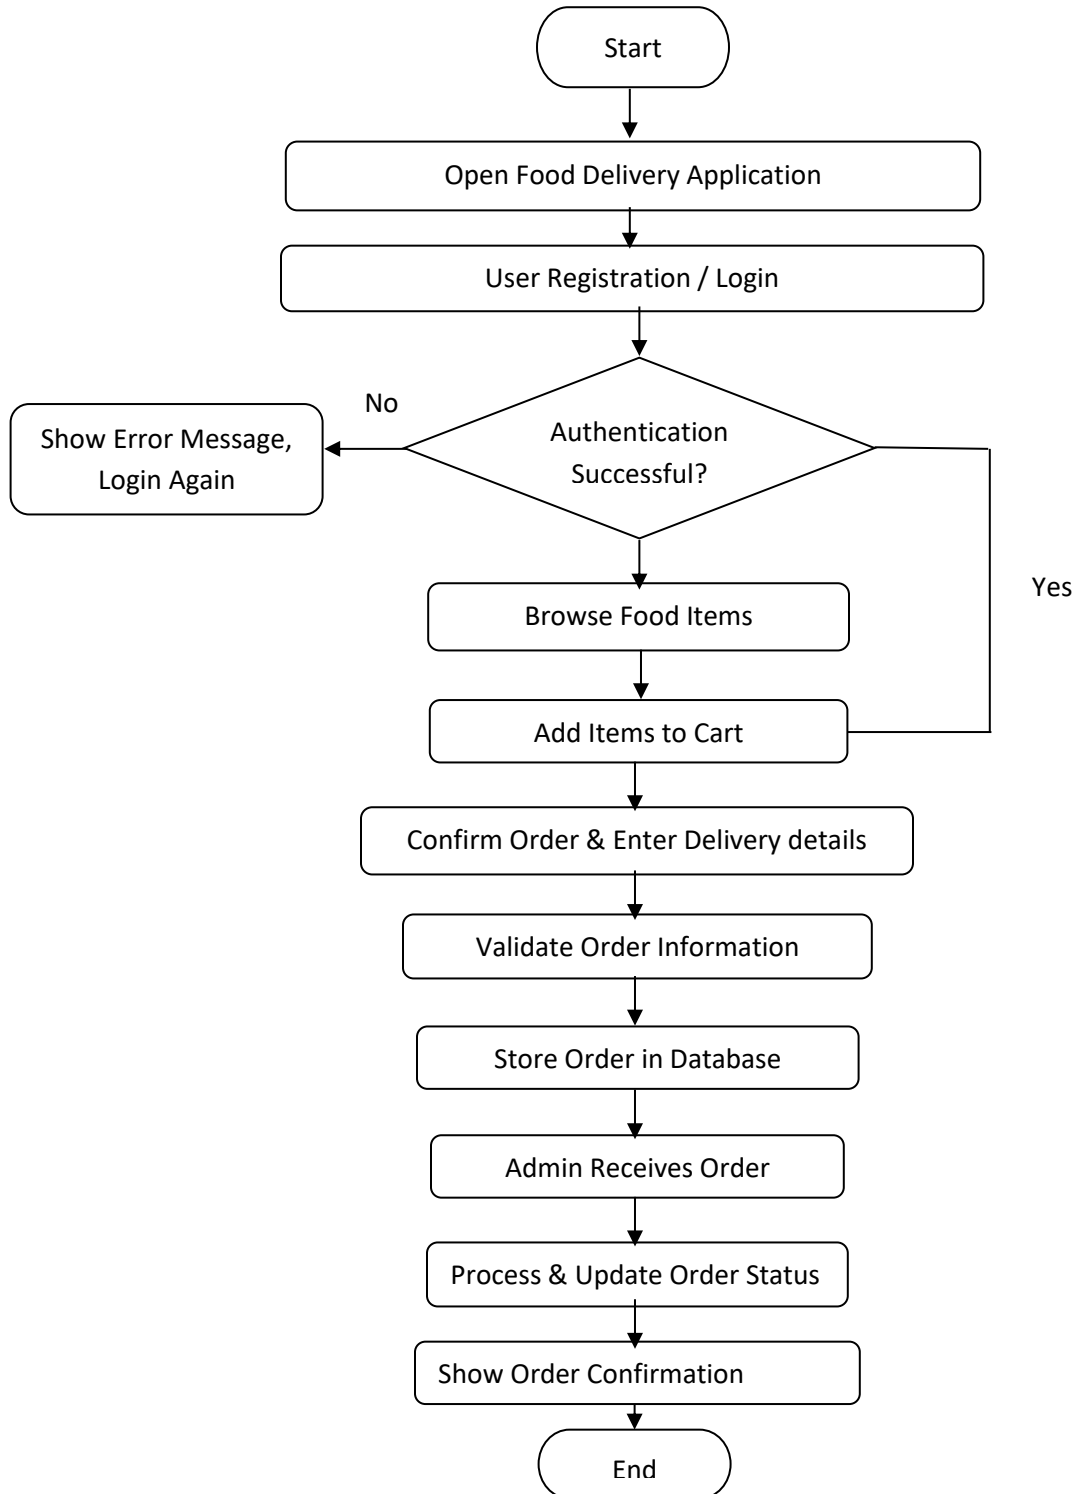 Start
Open Food Delivery Application
User Registration / Login
No
Show Error Message,
Login Again
Authentication
Successful?
Yes
Browse Food Items
Add Items to Cart
Confirm Order & Enter Delivery details
Validate Order Information
Store Order in Database
Admin Receives Order
Process & Update Order Status
Show Order Confirmation
End